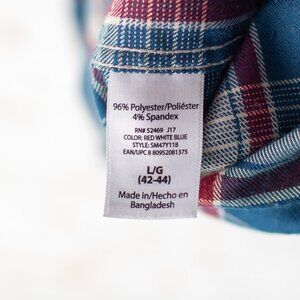 96% Polyester/Poliéster
4% Spandex
RN# 52469 J17
COLOR: RED WHITE BLUE
STYLE: SM47Y118
EAN/UPC 8 80952081375
L/G
(42-44)
Made in/Hecho en
Bangladesh